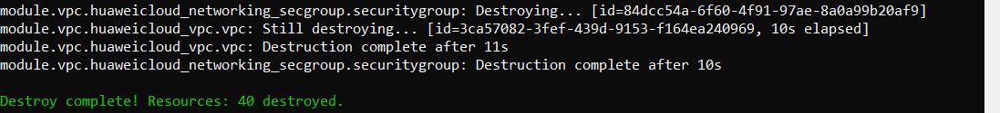 module.vpc.huaweicloud_networking_secgroup.securitygroup: Destroying... [id=84dcc54a-6f60-4f91-97ae-8a0a99b20af9]
module.vpc.huaweicloud_vpc.vpc: Still destroying... [id=3ca57082-3fef-439d-9153-f164ea240969, 10s elapsed]
module.vpc.huaweicloud_vpc.vpc: Destruction complete after 11s
module.vpc.huaweicloud_networking_secgroup.securitygroup: Destruction complete after 10s
Destroy complete! Resources: 40 destroyed.